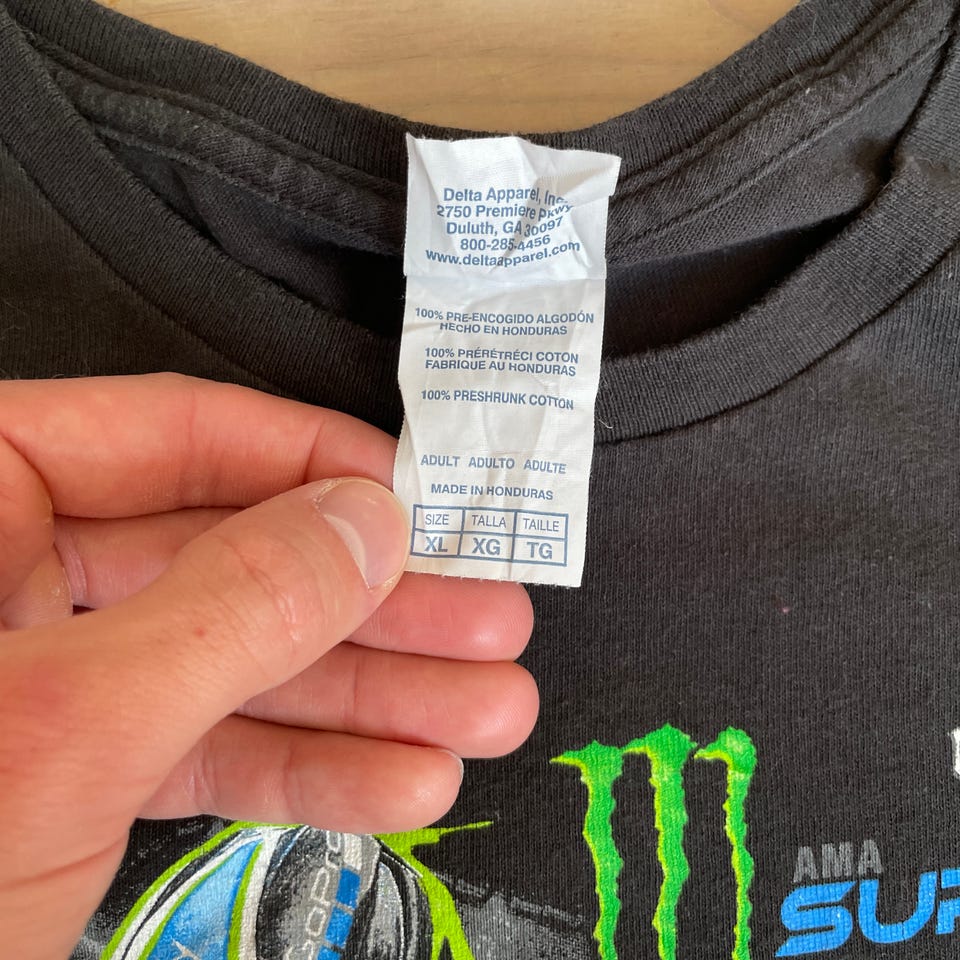 Delta Apparel, Inc.
2750 Premiere Pkwy
Duluth, GA 30097
800-285-4456
www.deltaapparel.com
100% PRE-ENCOGIDO ALGODÓN
HECHO EN HONDURAS
100% PRÉRÉTRÉCI COTON
FABRIQUE AU HONDURAS
100% PRESHRUNK COTTON
ADULT ADULTO ADULTE
MADE IN HONDURAS
SIZE TALLA TAILLE
XL XG TG
AMA
GoPro